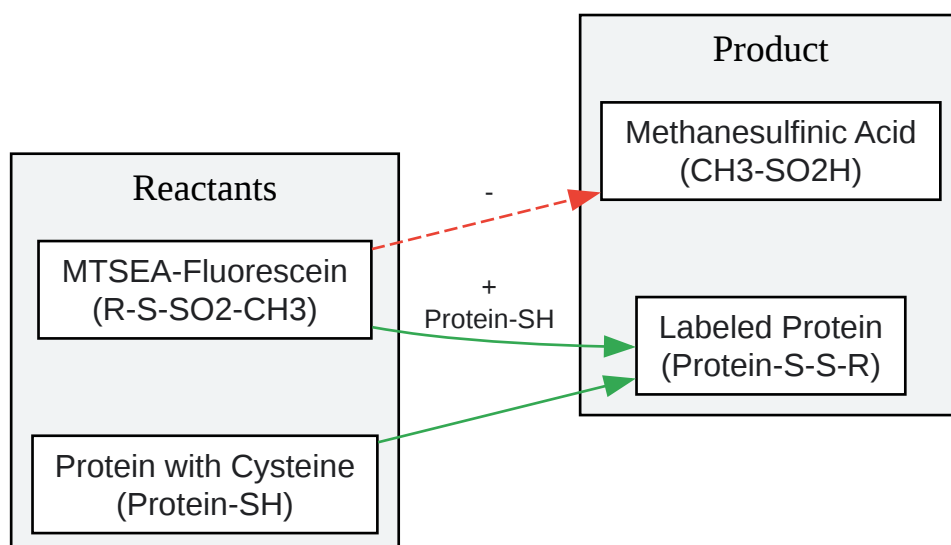 Reactants
MTSEA-Fluorescein
(R-S-SO2-CH3)
Protein with Cysteine
(Protein-SH)
-
+
Protein-SH
Product
Methanesulfinic Acid
(CH3-SO2H)
Labeled Protein
(Protein-S-S-R)